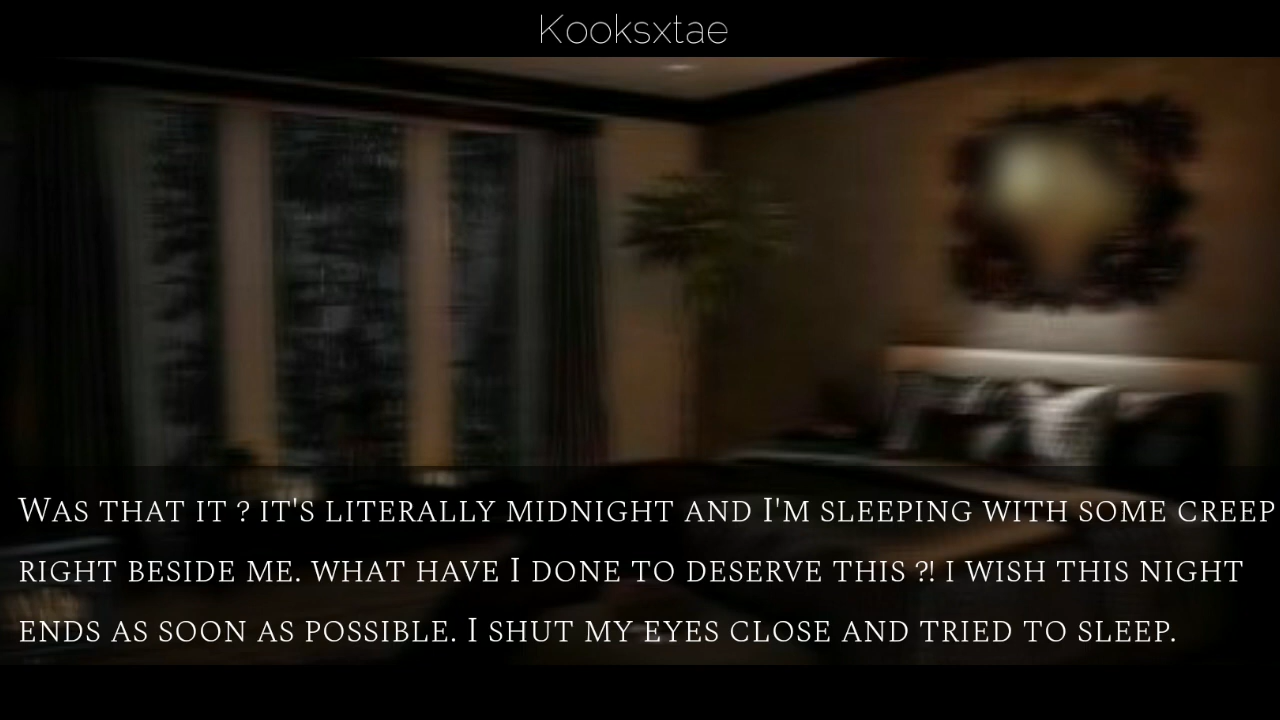 Kooksxtae
Was that it ? it's literally midnight and I'm sleeping with some creep
right beside me. what have I done to deserve this ?! i wish this night
ends as soon as possible. I shut my eyes close and tried to sleep.